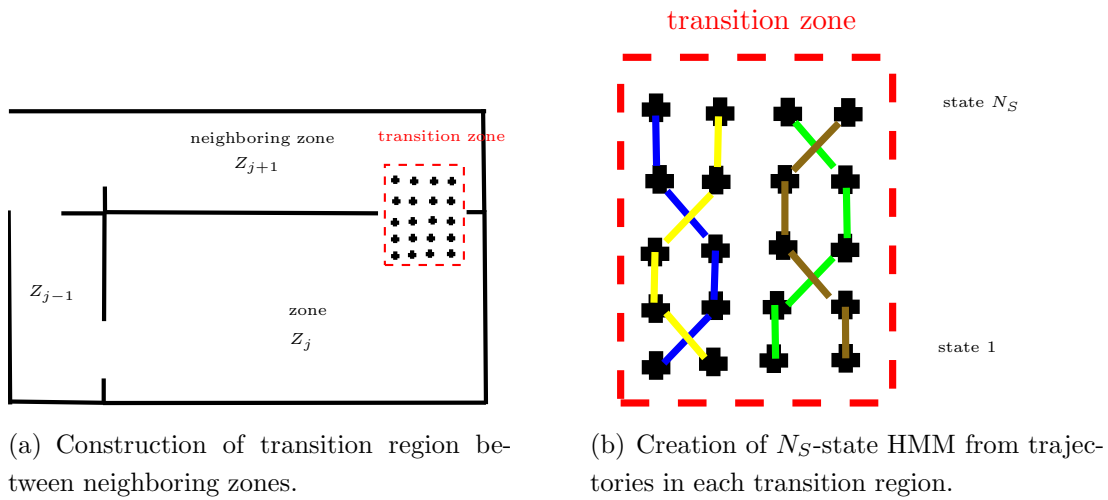 transition zone
state N_S
neighboring zone
transition zone
Z_{j+1}
Z_{j−1}
zone
Z_j
state 1
(a) Construction of transition region be-
tween neighboring zones.
(b) Creation of N_S-state HMM from trajec-
tories in each transition region.